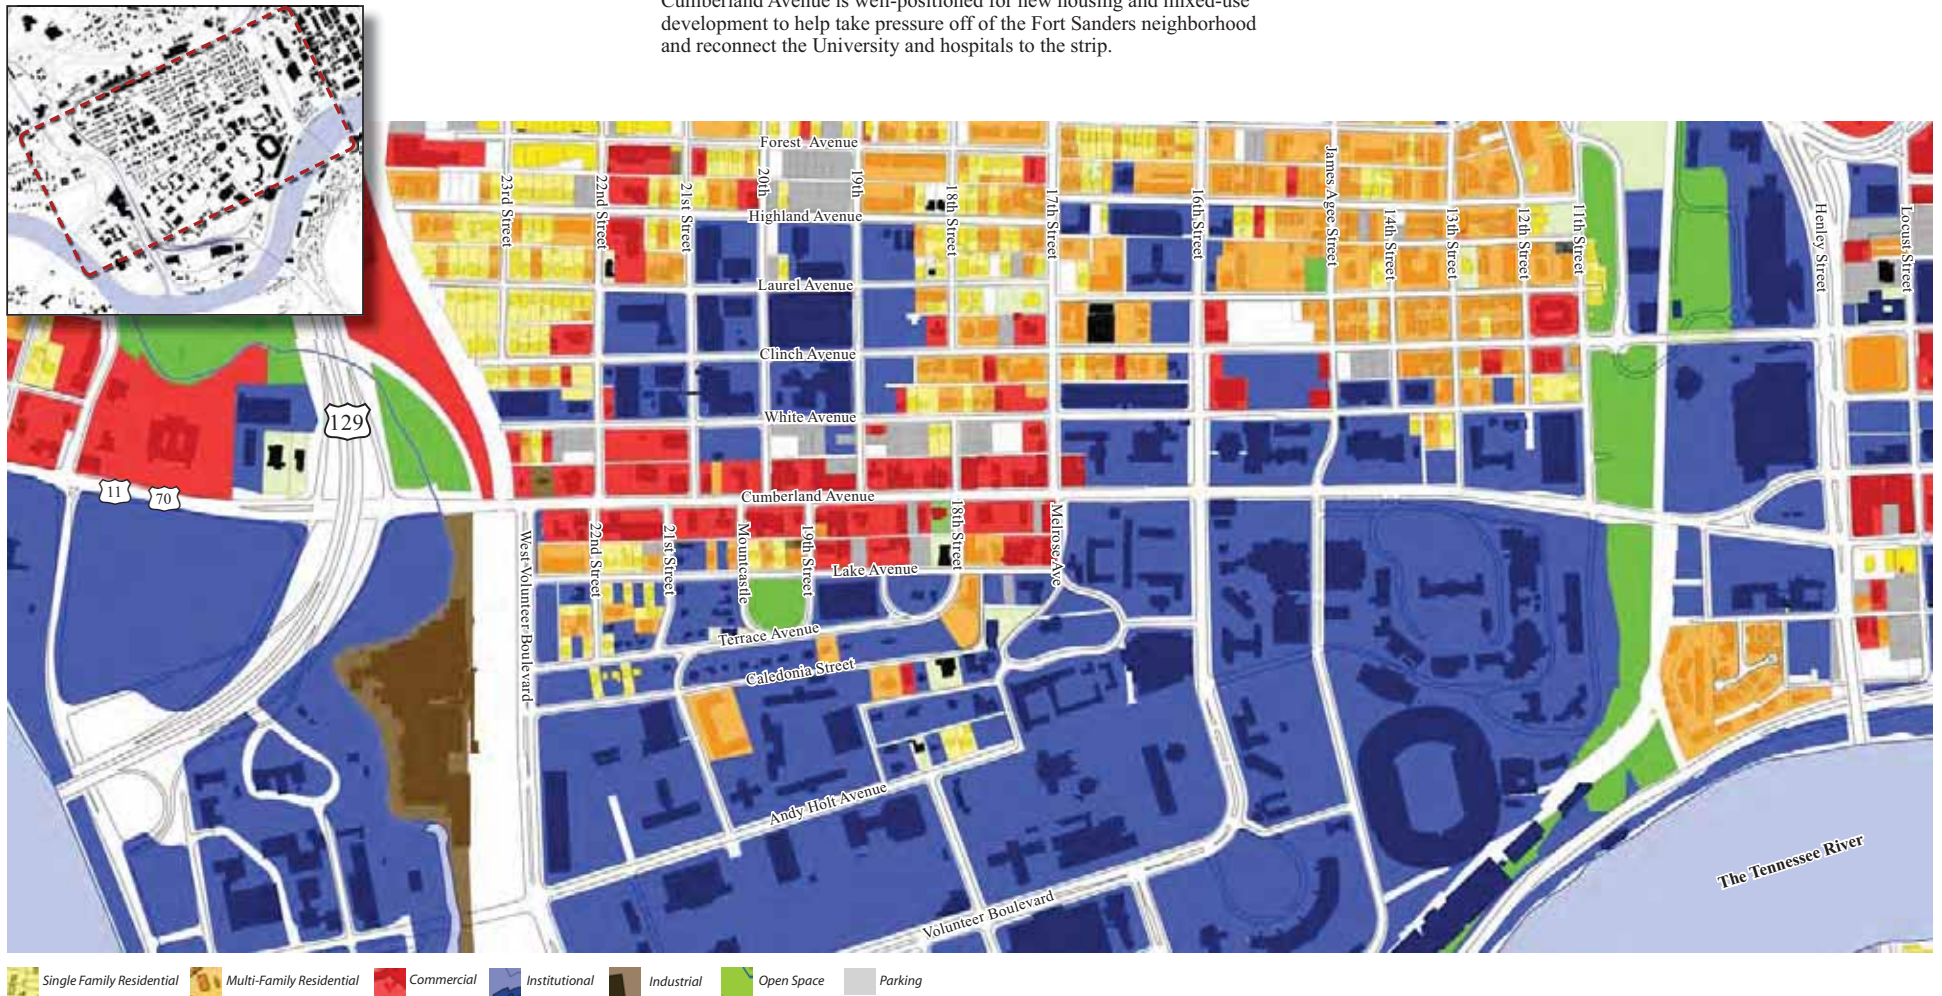 Cumberland Avenue is well-positioned for new housing and mixed-use
development to help take pressure off of the Fort Sanders neighborhood
and reconnect the University and hospitals to the strip.
Forest Avenue
23rd Street
22nd Street
21st Street
20th
19th
18th Street
17th Street
16th Street
James Agee Street
14th Street
13th Street
12th Street
11th Street
Henley Street
Locust Street
Highland Avenue
Laurel Avenue
Clinch Avenue
White Avenue
129
11
70
Cumberland Avenue
West Volunteer Boulevard
22nd Street
21st Street
Mountcastle
19th Street
18th Street
Melrose Ave
Lake Avenue
Terrace Avenue
Caledonia Street
Andy Holt Avenue
Volunteer Boulevard
The Tennessee River
Single Family Residential
Multi-Family Residential
Commercial
Institutional
Industrial
Open Space
Parking